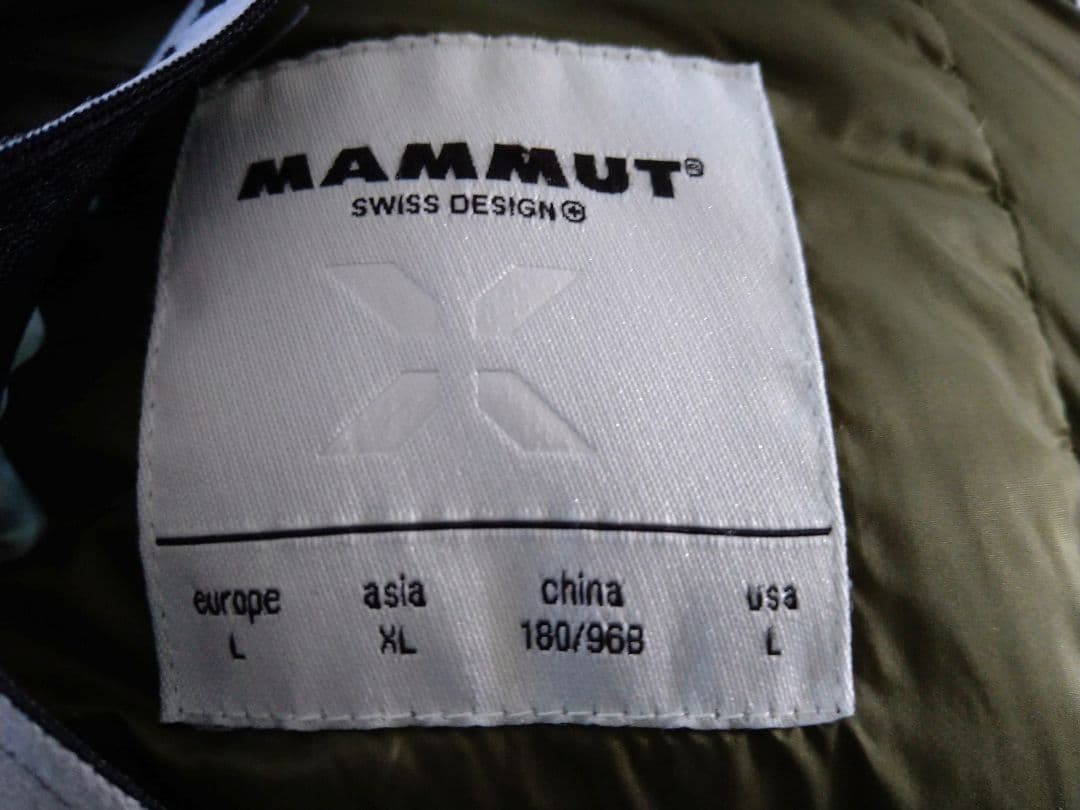 MAMMUT®
SWISS DESIGN
europe asia china usa
L XL 180/96B L